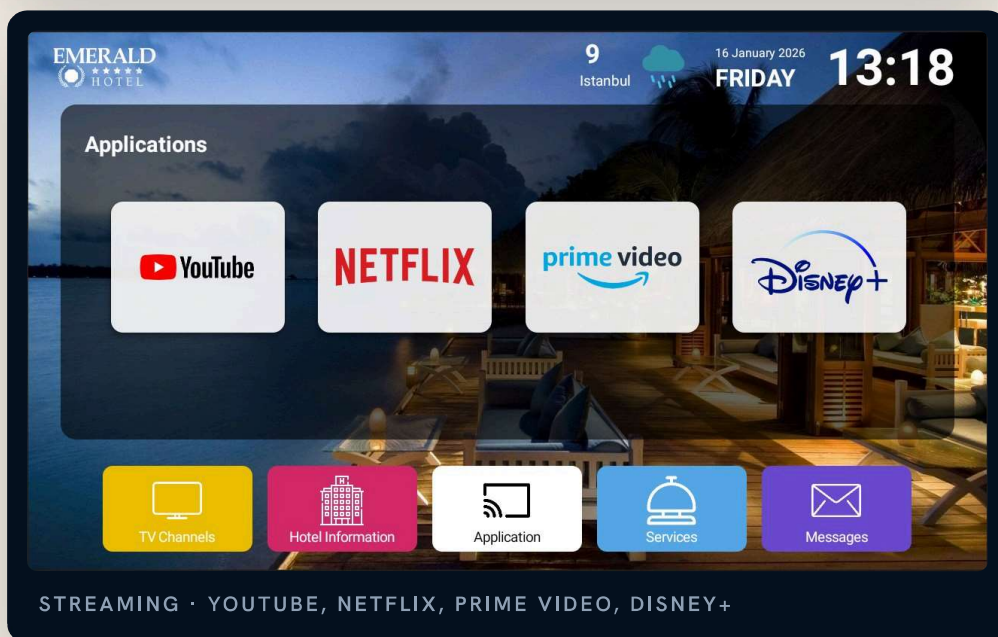 EMERALD
★★★★★
HOTEL
9
Istanbul
16 January 2026
FRIDAY
13:18
Applications
YouTube
NETFLIX
prime video
Disney+
TV Channels
H
Hotel Information
Application
Services
Messages
STREAMING · YOUTUBE, NETFLIX, PRIME VIDEO, DISNEY+